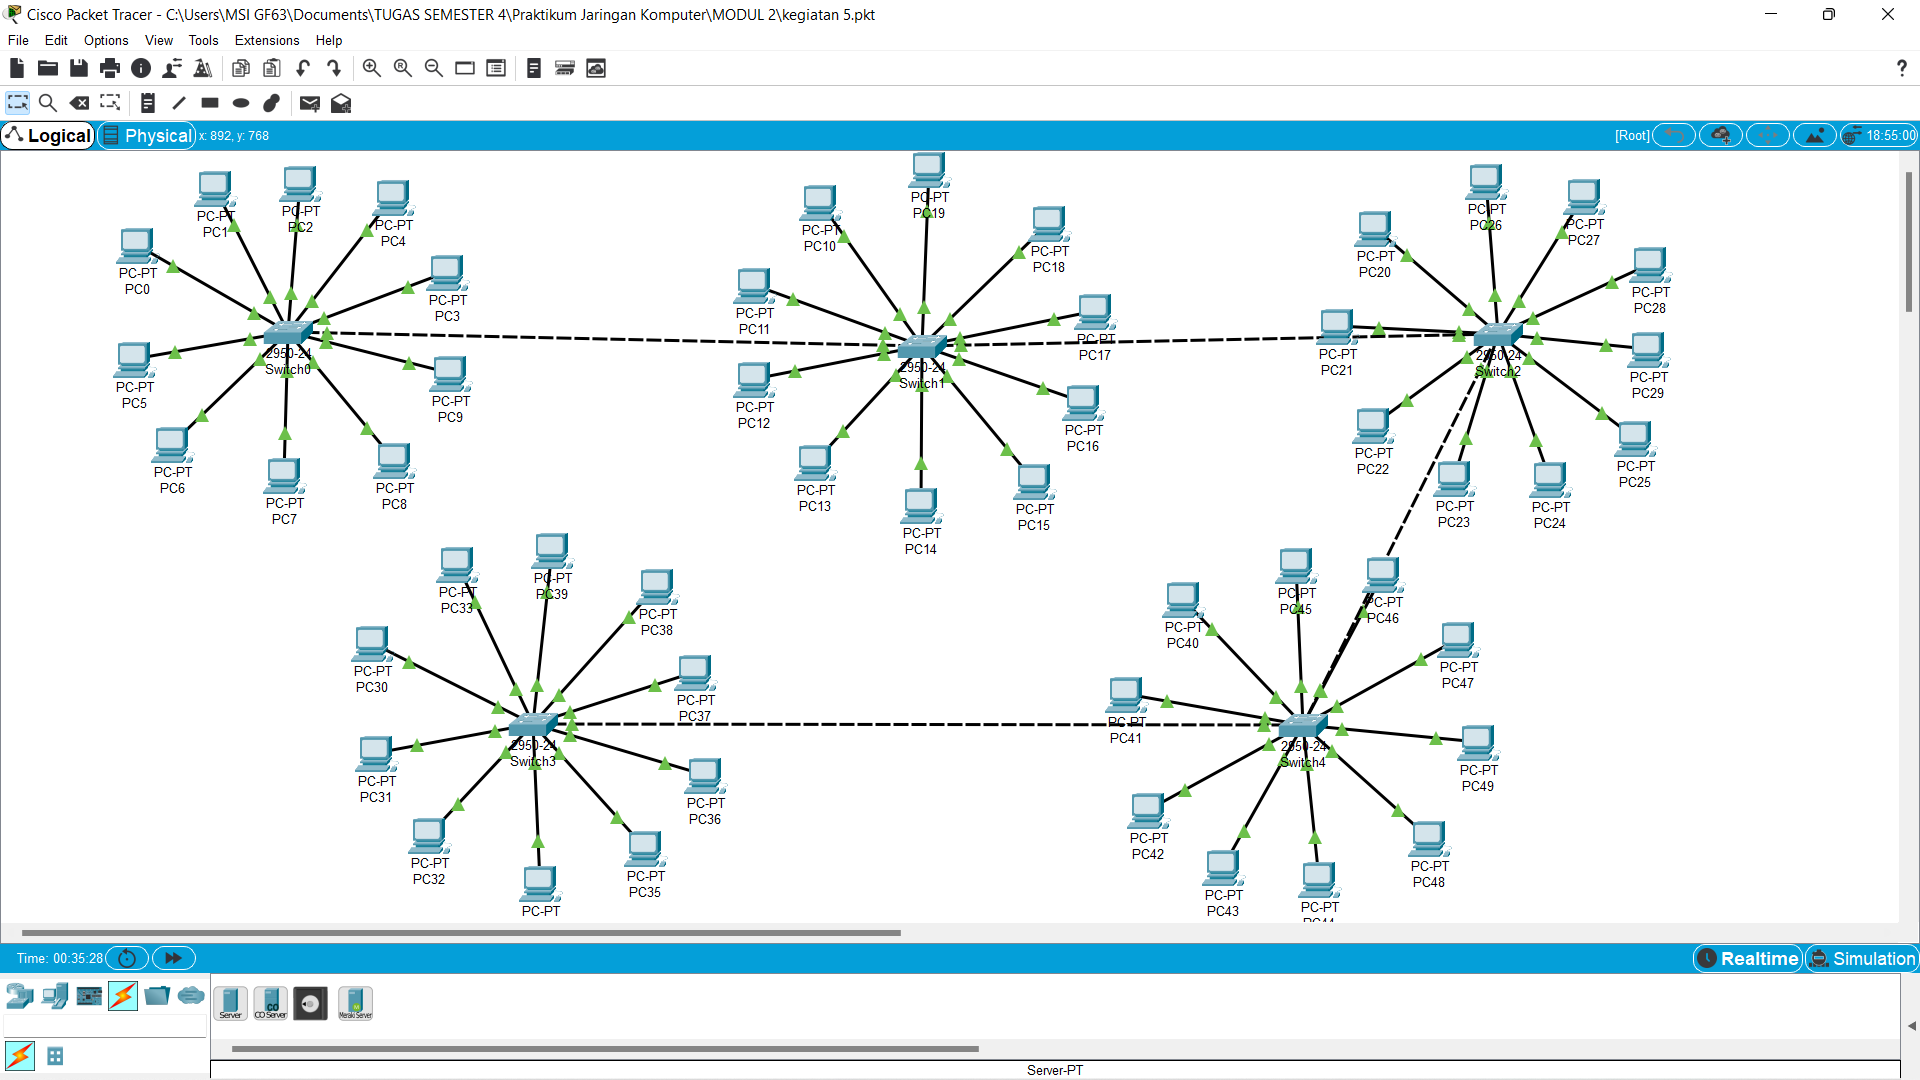 Cisco Packet Tracer - C:\Users\MSI GF63\Documents\TUGAS SEMESTER 4\Praktikum Jaringan Komputer\MODUL 2\kegiatan 5.pkt
File Edit Options View Tools Extensions Help
Logical Physical x: 892, y: 768 [Root] 18:55:00
PC-PT
PC0
PC-PT
PC1
PC-PT
PC2
PC-PT
PC4
PC-PT
PC3
PC-PT
PC5
2950-24
Switch0
PC-PT
PC9
PC-PT
PC6
PC-PT
PC7
PC-PT
PC8
PC-PT
PC19
PC-PT
PC10
PC-PT
PC18
PC-PT
PC11
PC-PT
PC17
2950-24
Switch1
PC-PT
PC12
PC-PT
PC16
PC-PT
PC13
PC-PT
PC14
PC-PT
PC15
PC-PT
PC26
PC-PT
PC27
PC-PT
PC20
PC-PT
PC28
PC-PT
PC21
2950-24
Switch2
PC-PT
PC29
PC-PT
PC22
PC-PT
PC25
PC-PT
PC23
PC-PT
PC24
PC-PT
PC33
PC-PT
PC39
PC-PT
PC38
PC-PT
PC30
PC-PT
PC37
2950-24
Switch3
PC-PT
PC31
PC-PT
PC36
PC-PT
PC32
PC-PT
PC35
PC-PT
PC-PT
PC45
PC-PT
PC46
PC-PT
PC40
PC-PT
PC47
PC-PT
PC41
2950-24
Switch4
PC-PT
PC49
PC-PT
PC42
PC-PT
PC48
PC-PT
PC43
PC-PT
PC44
Time: 00:35:28 Realtime Simulation
Server CO Server Meraki Server
Server-PT